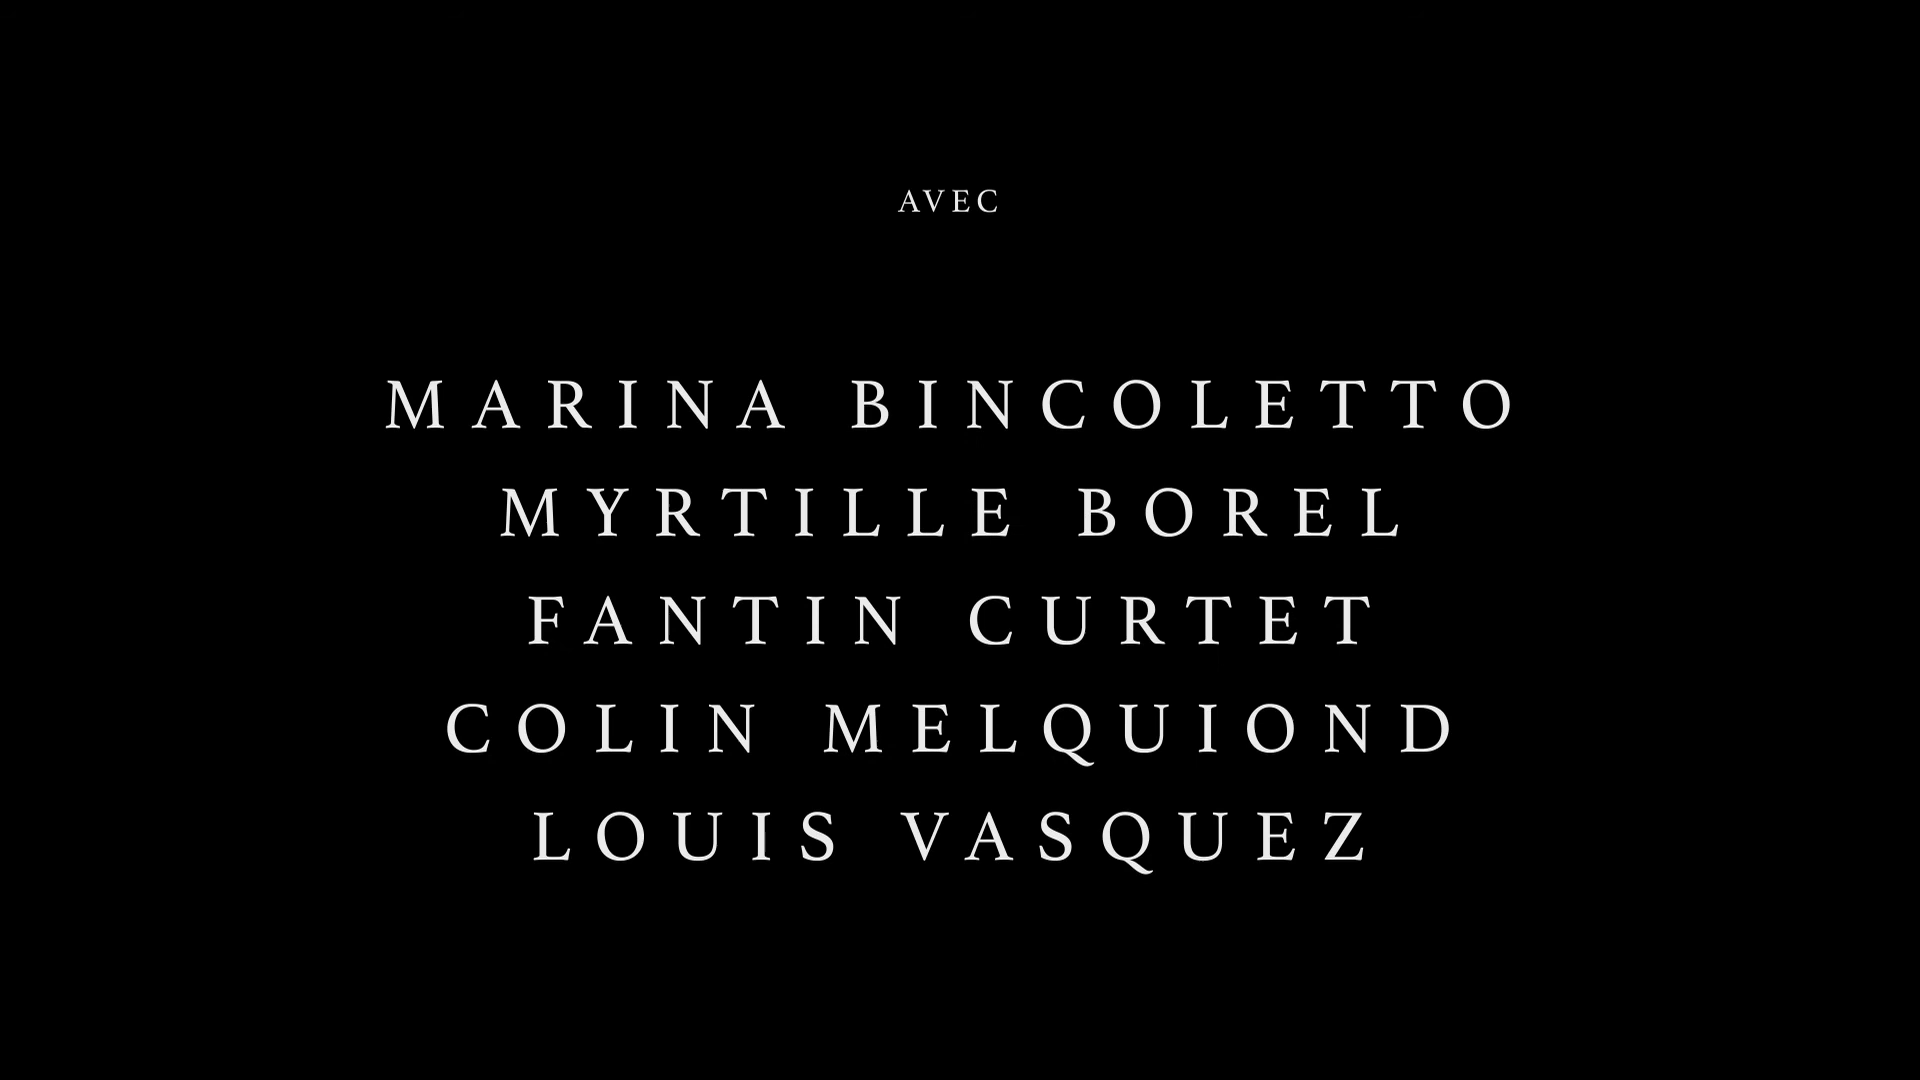 AVEC
MARINA BINCOLETTO
MYRTILLE BOREL
FANTIN CURTET
COLIN MELQUIOND
LOUIS VASQUEZ